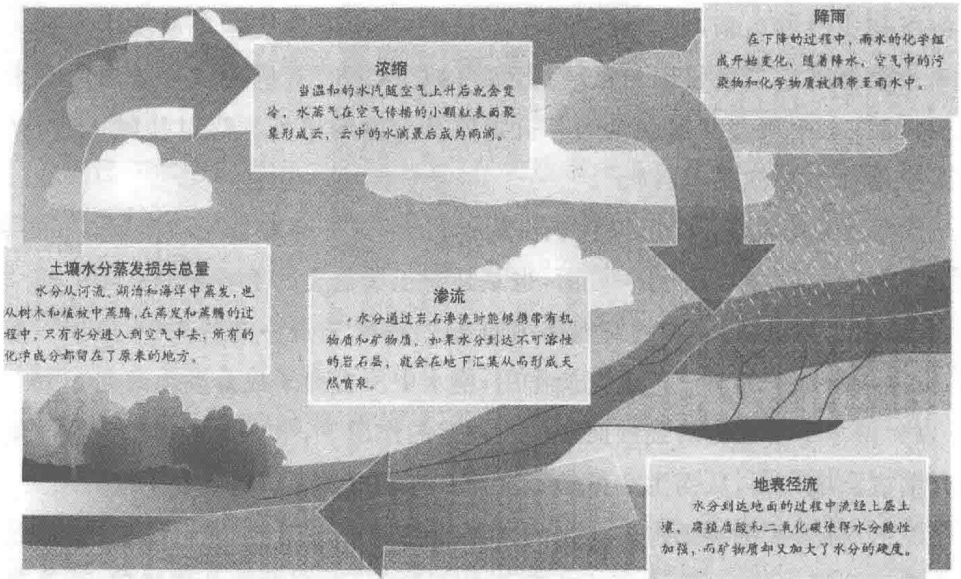 浓缩
当温和的水汽随空气上升后就会变
冷，水蒸气在空气传播的小颗粒表面聚
集形成云，云中的水滴最后成为雨滴。
降雨
在下降的过程中，雨水的化学组
成开始变化，随着降水，空气中的污
染物和化学物质被携带至雨水中。
土壤水分蒸发损失总量
水分从河流、湖泊和海洋中蒸发，也
从树木和植被中蒸腾，在蒸发和蒸腾的过
程中，只有水分进入到空气中去，所有的
化学成分都留在了原来的地方。
渗流
水分通过岩石渗流时能够携带有机
物质和矿物质，如果水分到达不可溶性
的岩石层，就会在地下汇集从而形成天
然喷泉。
地表径流
水分到达地面的过程中流经上层土
壤，腐殖质酸和二氧化碳使得水分酸性
加强，而矿物质却又加大了水分的硬度。